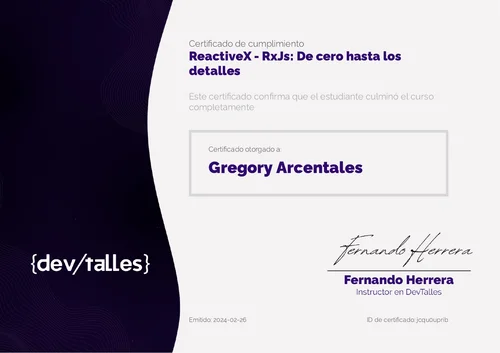 Certificado de cumplimiento
ReactiveX - RxJs: De cero hasta los
detalles
Este certificado confirma que el estudiante culminó el curso
completamente
Certificado otorgado a:
Gregory Arcentales
{dev/talles}
Fernando Herrera
Fernando Herrera
Instructor en DevTalles
Emitido: 2024-02-26
ID de certificado: jcqu0uprib